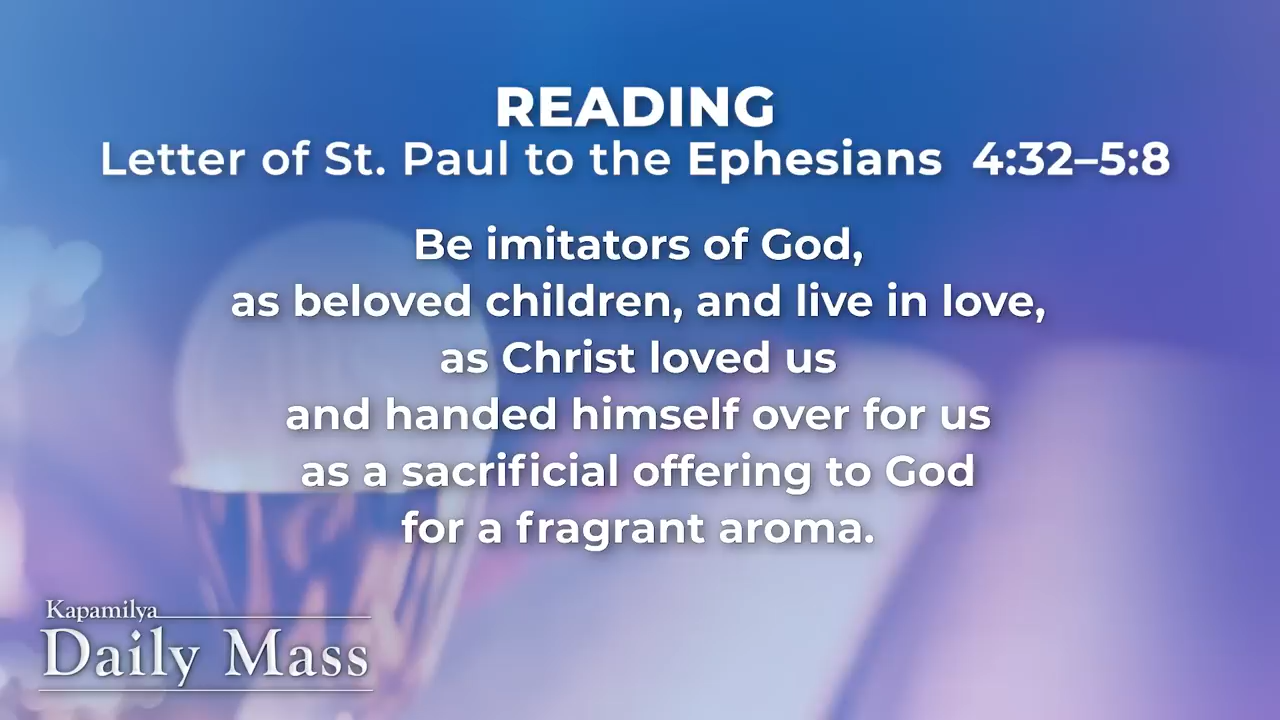 READING
Letter of St. Paul to the Ephesians 4:32–5:8
Be imitators of God,
as beloved children, and live in love,
as Christ loved us
and handed himself over for us
as a sacrificial offering to God
for a fragrant aroma.
Kapamilya
Daily Mass